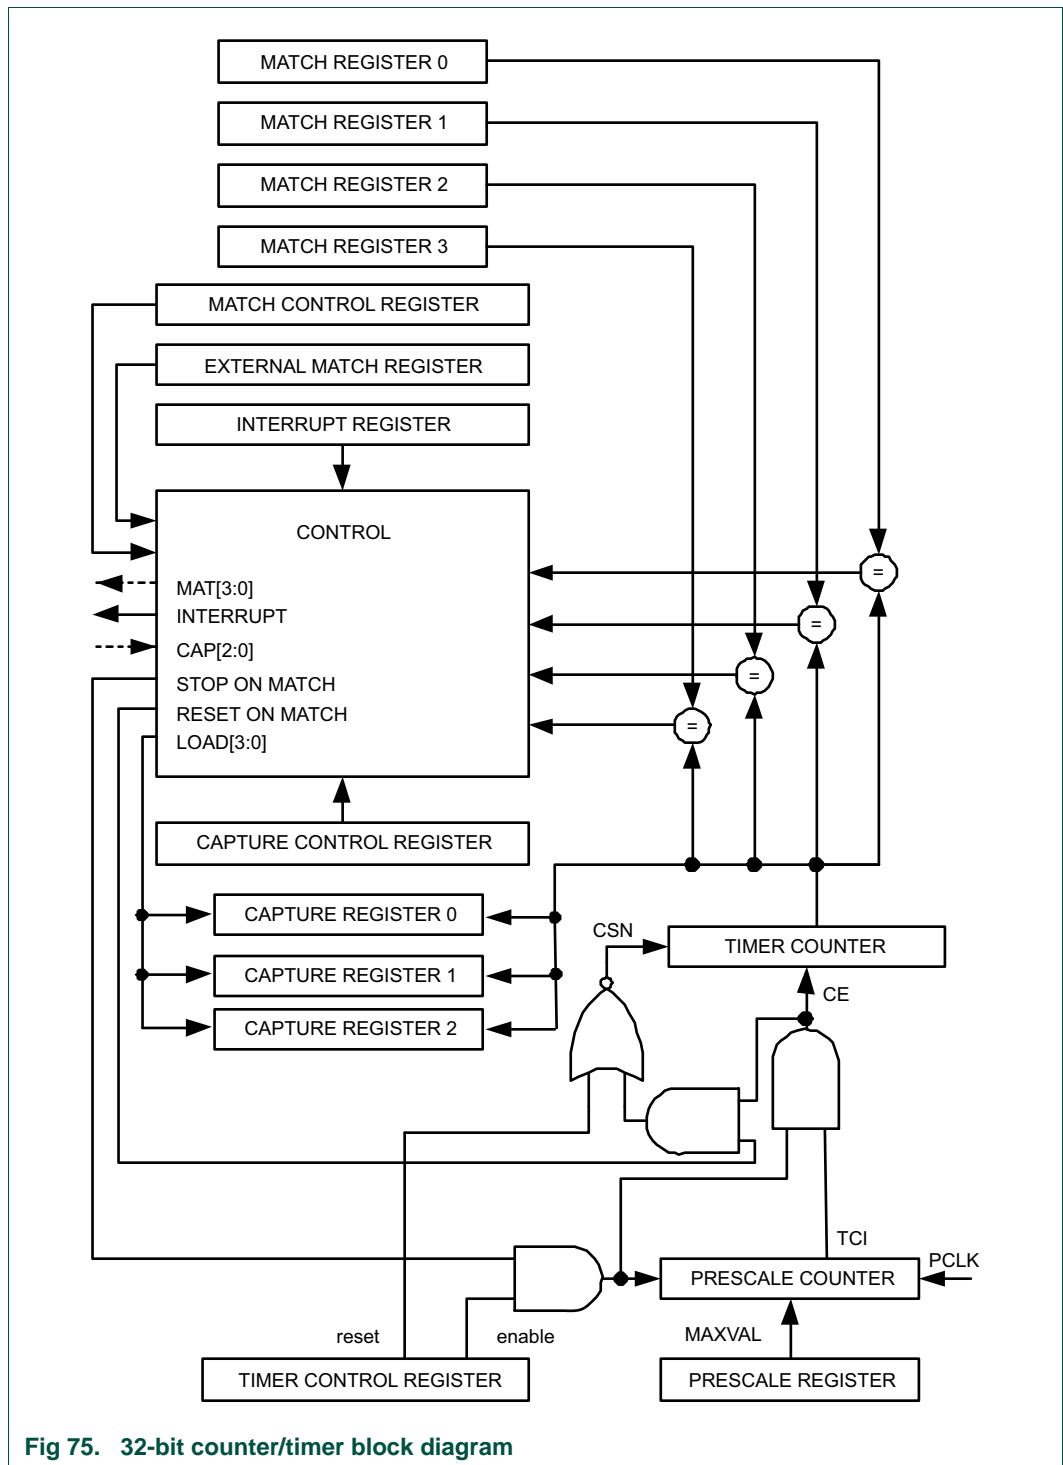 MATCH REGISTER 0
MATCH REGISTER 1
MATCH REGISTER 2
MATCH REGISTER 3
MATCH CONTROL REGISTER
EXTERNAL MATCH REGISTER
INTERRUPT REGISTER
CONTROL
=
=
=
=
MAT[3:0]
INTERRUPT
CAP[2:0]
STOP ON MATCH
RESET ON MATCH
LOAD[3:0]
CAPTURE CONTROL REGISTER
CAPTURE REGISTER 0
CAPTURE REGISTER 1
CAPTURE REGISTER 2
CSN
TIMER COUNTER
CE
TCI
PCLK
PRESCALE COUNTER
reset
enable
MAXVAL
TIMER CONTROL REGISTER
PRESCALE REGISTER
Fig 75. 32-bit counter/timer block diagram